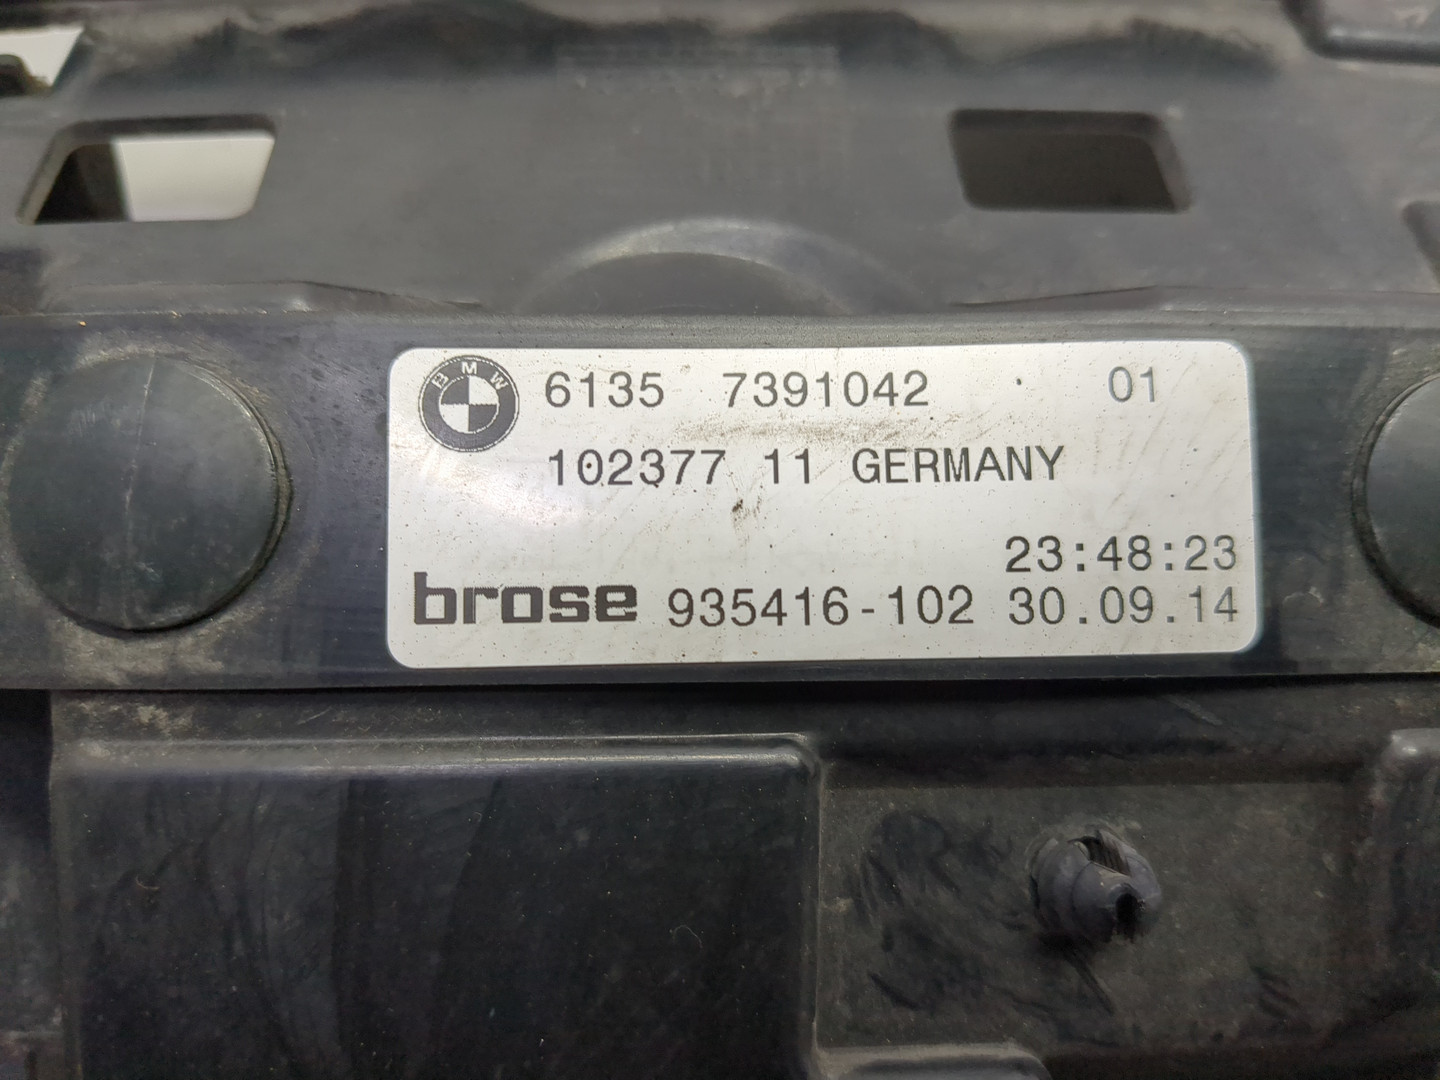 BMW 6135 7391042 01
102377 11 GERMANY
23:48:23
brose 935416-102 30.09.14